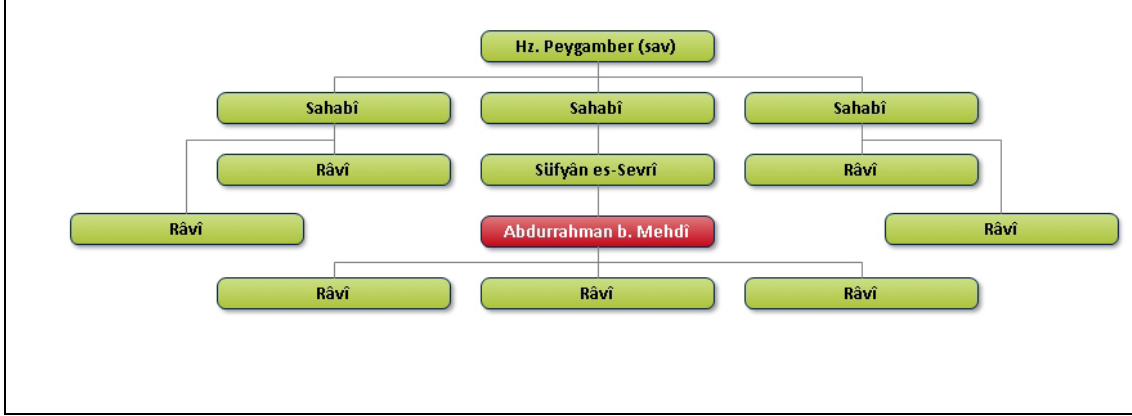 Hz. Peygamber (sav)
Sahabî
Sahabî
Sahabî
Râvî
Süfyân es-Sevrî
Râvî
Râvî
Abdurrahman b. Mehdî
Râvî
Râvî
Râvî
Râvî